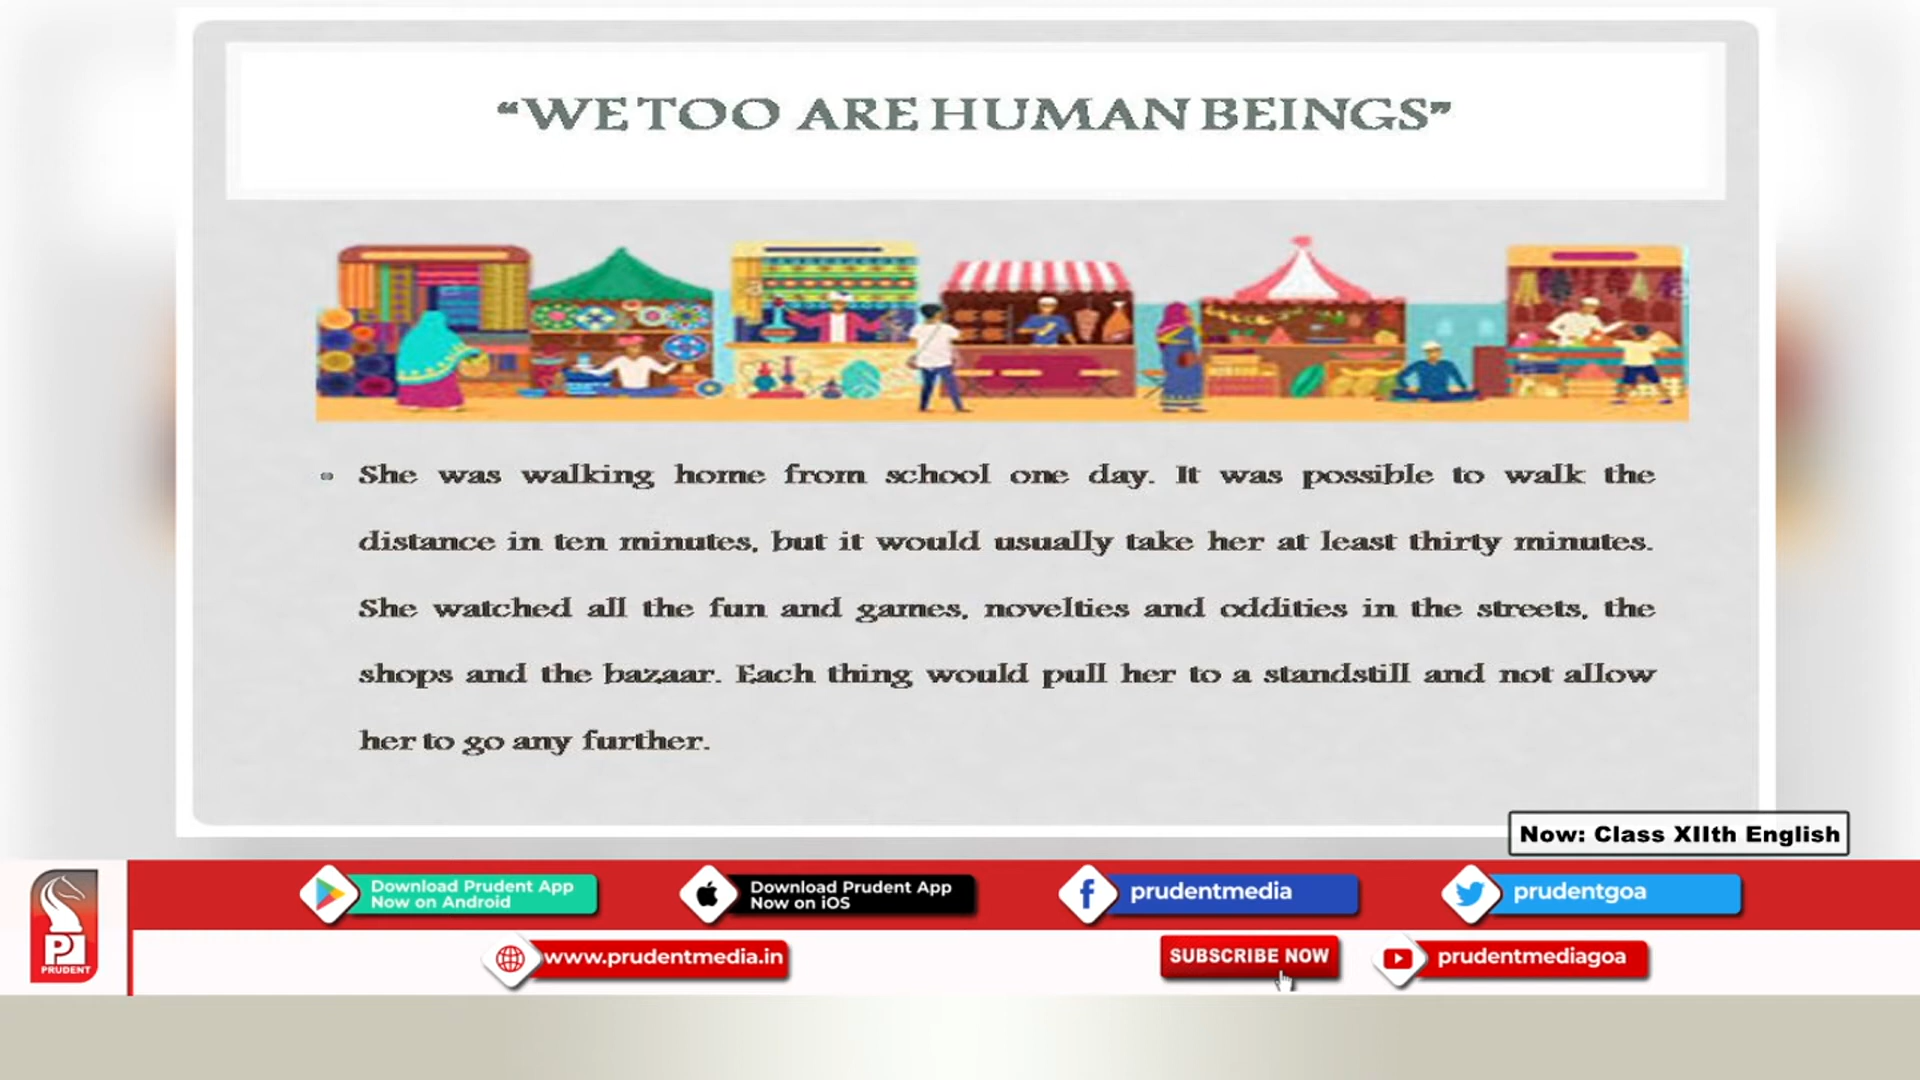 “WE TOO ARE HUMAN BEINGS”
She was walking home from school one day. It was possible to walk the
distance in ten minutes, but it would usually take her at least thirty minutes.
She watched all the fun and games, novelties and oddities in the streets, the
shops and the bazaar. Each thing would pull her to a standstill and not allow
her to go any further.
Now: Class XIIth English
Download Prudent App
Now on Android
Download Prudent App
Now on iOS
prudentmedia
prudentgoa
PRUDENT
www.prudentmedia.in
SUBSCRIBE NOW
prudentmediagoa